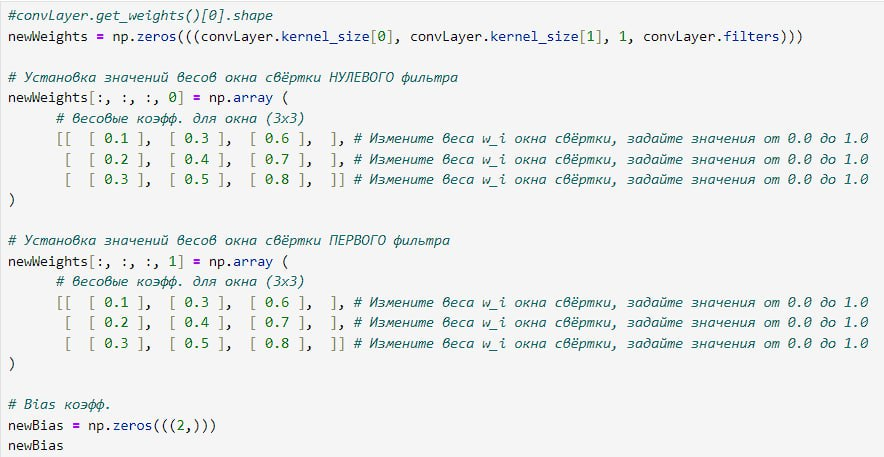 #convLayer.get_weights()[0].shape
newWeights = np.zeros(((convLayer.kernel_size[0], convLayer.kernel_size[1], 1, convLayer.filters)))
# Установка значений весов окна свёртки НУЛЕВОГО фильтра
newWeights[:, :, :, 0] = np.array (
# весовые коэфф. для окна (3x3)
[[ [ 0.1 ], [ 0.3 ], [ 0.6 ], ], # Измените веса w_i окна свёртки, задайте значения от 0.0 до 1.0
[ [ 0.2 ], [ 0.4 ], [ 0.7 ], ], # Измените веса w_i окна свёртки, задайте значения от 0.0 до 1.0
[ [ 0.3 ], [ 0.5 ], [ 0.8 ], ]] # Измените веса w_i окна свёртки, задайте значения от 0.0 до 1.0
)
# Установка значений весов окна свёртки ПЕРВОГО фильтра
newWeights[:, :, :, 1] = np.array (
# весовые коэфф. для окна (3x3)
[[ [ 0.1 ], [ 0.3 ], [ 0.6 ], ], # Измените веса w_i окна свёртки, задайте значения от 0.0 до 1.0
[ [ 0.2 ], [ 0.4 ], [ 0.7 ], ], # Измените веса w_i окна свёртки, задайте значения от 0.0 до 1.0
[ [ 0.3 ], [ 0.5 ], [ 0.8 ], ]] # Измените веса w_i окна свёртки, задайте значения от 0.0 до 1.0
)
# Bias коэфф.
newBias = np.zeros(((2,)))
newBias